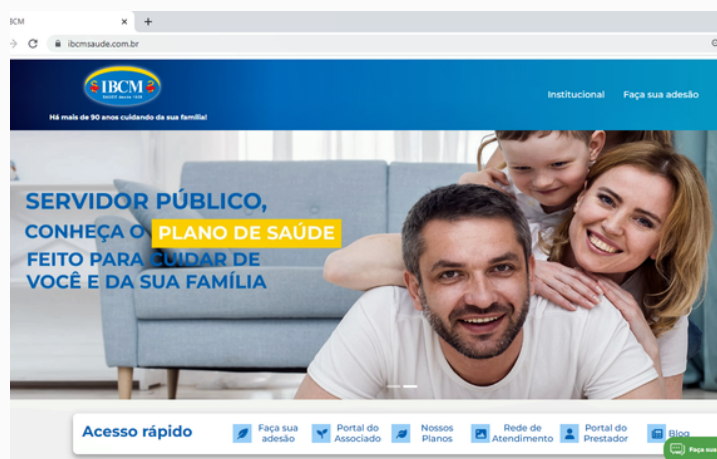 IBCM
ibcmsaude.com.br
IBCM
Há mais de 90 anos cuidando da sua família!
Institucional Faça sua adesão
SERVIDOR PÚBLICO,
CONHEÇA O PLANO DE SAÚDE
FEITO PARA CUIDAR DE
VOCÊ E DA SUA FAMÍLIA
Acesso rápido
Faça sua
adesão
Portal do
Associado
Nossos
Planos
Rede de
Atendimento
Portal do
Prestador
Blog
Faça sua